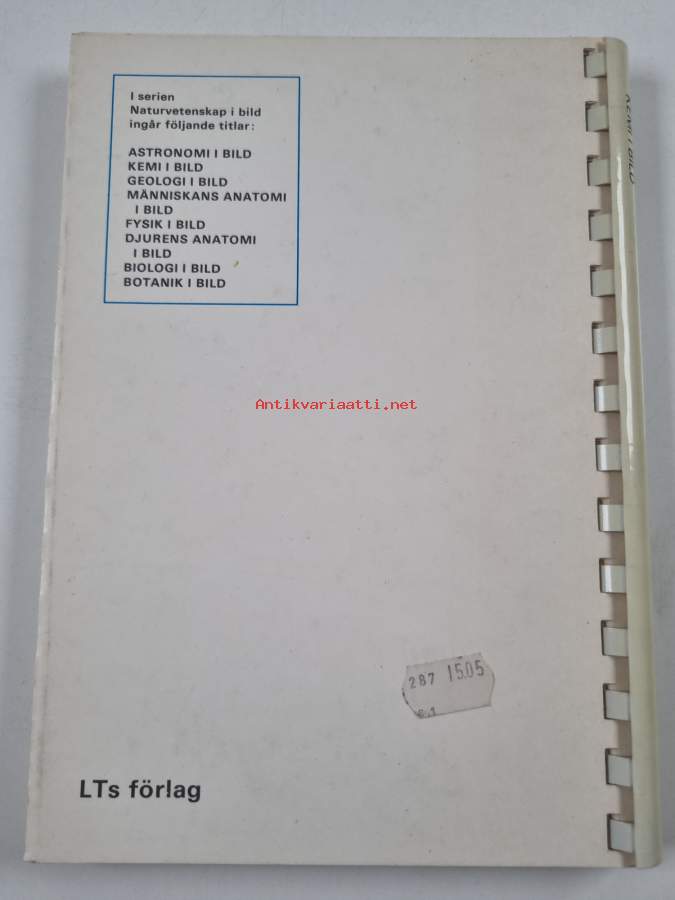 I serien
Naturvetenskap i bild
ingår följande titlar:
ASTRONOMI I BILD
KEMI I BILD
GEOLOGI I BILD
MÄNNISKANS ANATOMI
I BILD
FYSIK I BILD
DJURENS ANATOMI
I BILD
BIOLOGI I BILD
BOTANIK I BILD
Antikvariaatti.net
287 15.05
LTs förlag